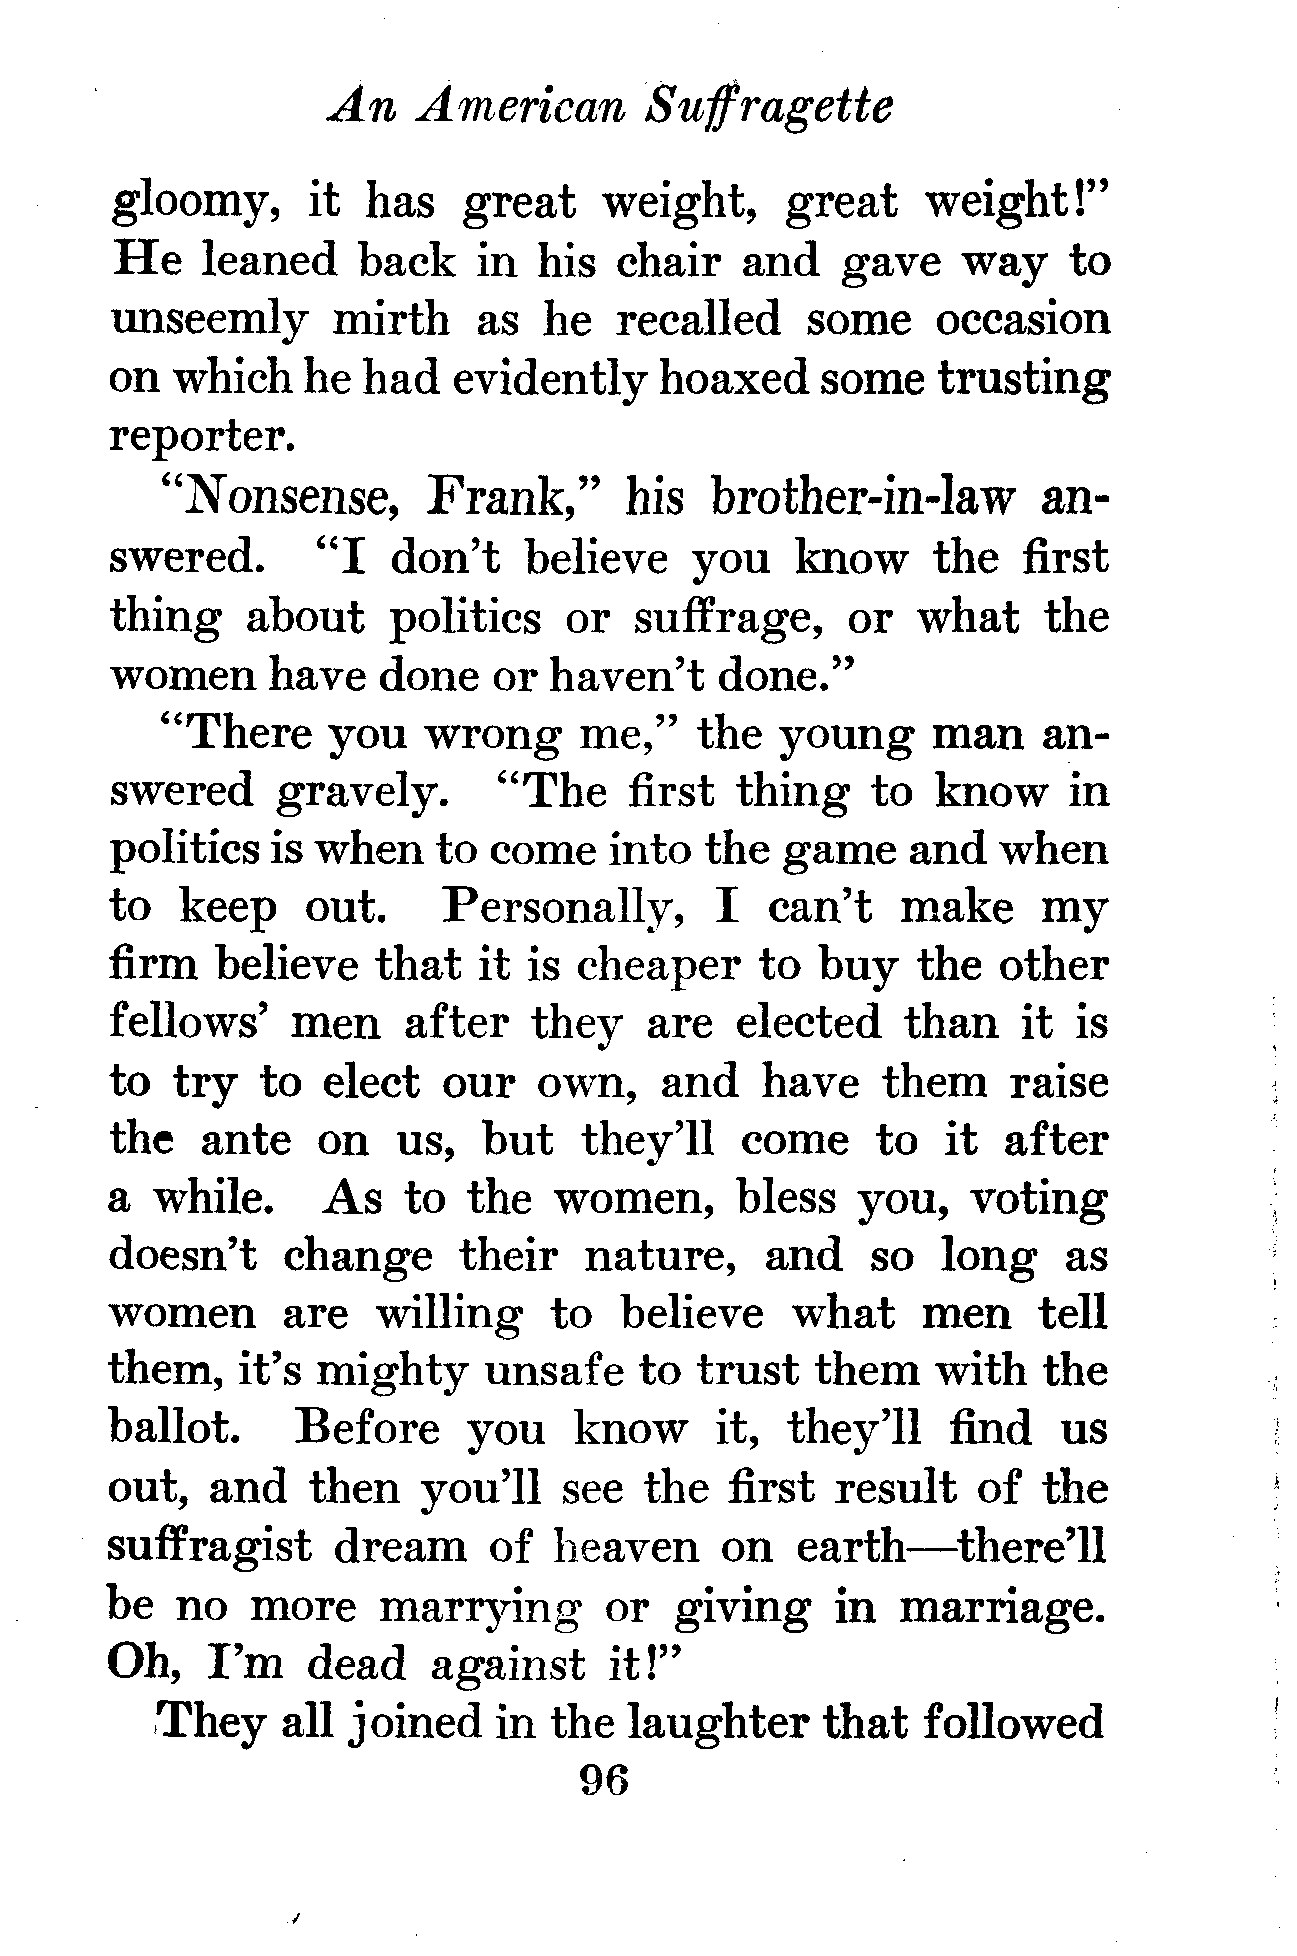 An American Suffragette
gloomy, it has great weight, great weight!”
He leaned back in his chair and gave way to
unseemly mirth as he recalled some occasion
on which he had evidently hoaxed some trusting
reporter.
“Nonsense, Frank,” his brother-in-law an-
swered. “I don’t believe you know the first
thing about politics or suffrage, or what the
women have done or haven’t done.”
“There you wrong me,” the young man an-
swered gravely. “The first thing to know in
politics is when to come into the game and when
to keep out. Personally, I can’t make my
firm believe that it is cheaper to buy the other
fellows’ men after they are elected than it is
to try to elect our own, and have them raise
the ante on us, but they’ll come to it after
a while. As to the women, bless you, voting
doesn’t change their nature, and so long as
women are willing to believe what men tell
them, it’s mighty unsafe to trust them with the
ballot. Before you know it, they’ll find us
out, and then you’ll see the first result of the
suffragist dream of heaven on earth—there’ll
be no more marrying or giving in marriage.
Oh, I’m dead against it!”
They all joined in the laughter that followed
96